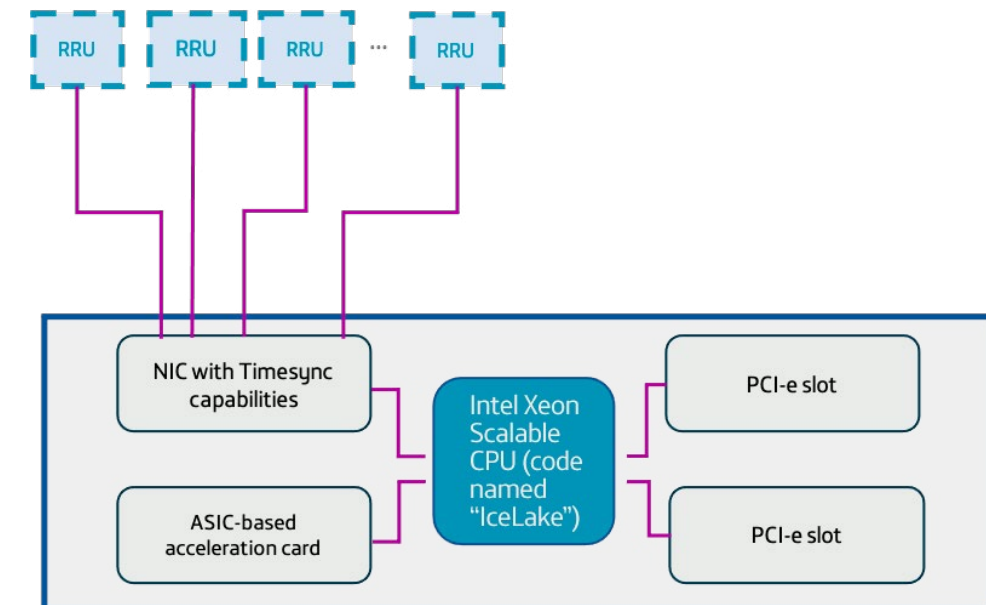 RRU
RRU
RRU
...
RRU
NIC with Timesync
capabilities
Intel Xeon
Scalable
CPU (code
named
“IceLake”)
PCI-e slot
ASIC-based
acceleration card
PCI-e slot